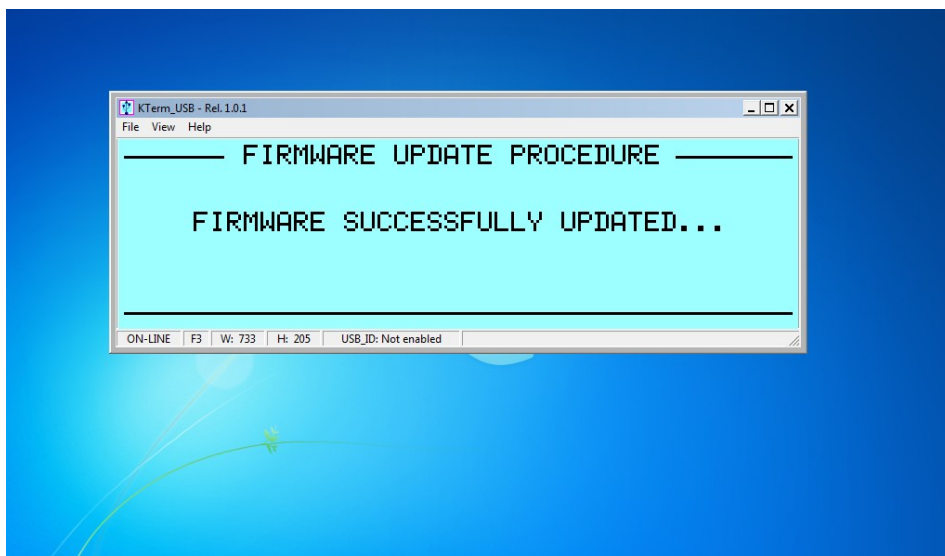 KTerm_USB - Rel. 1.0.1
File View Help
FIRMWARE UPDATE PROCEDURE
FIRMWARE SUCCESSFULLY UPDATED...
ON-LINE F3 W: 733 H: 205 USB_ID: Not enabled